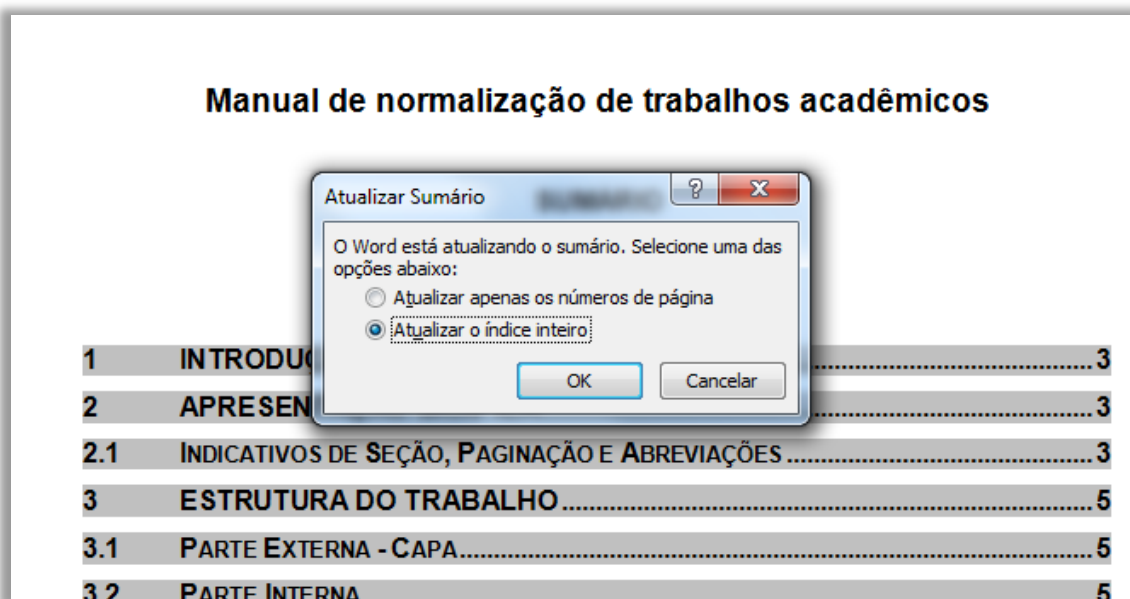 Manual de normalização de trabalhos acadêmicos
Atualizar Sumário
SUMÁRIO
O Word está atualizando o sumário. Selecione uma das
opções abaixo:
Atualizar apenas os números de página
Atualizar o índice inteiro
OK Cancelar
1 3
2 3
2.1 INDICATIVOS DE SEÇÃO, PAGINAÇÃO E ABREVIAÇÕES 3
3 ESTRUTURA DO TRABALHO 5
3.1 PARTE EXTERNA - CAPA 5
3.2 PARTE INTERNA 5